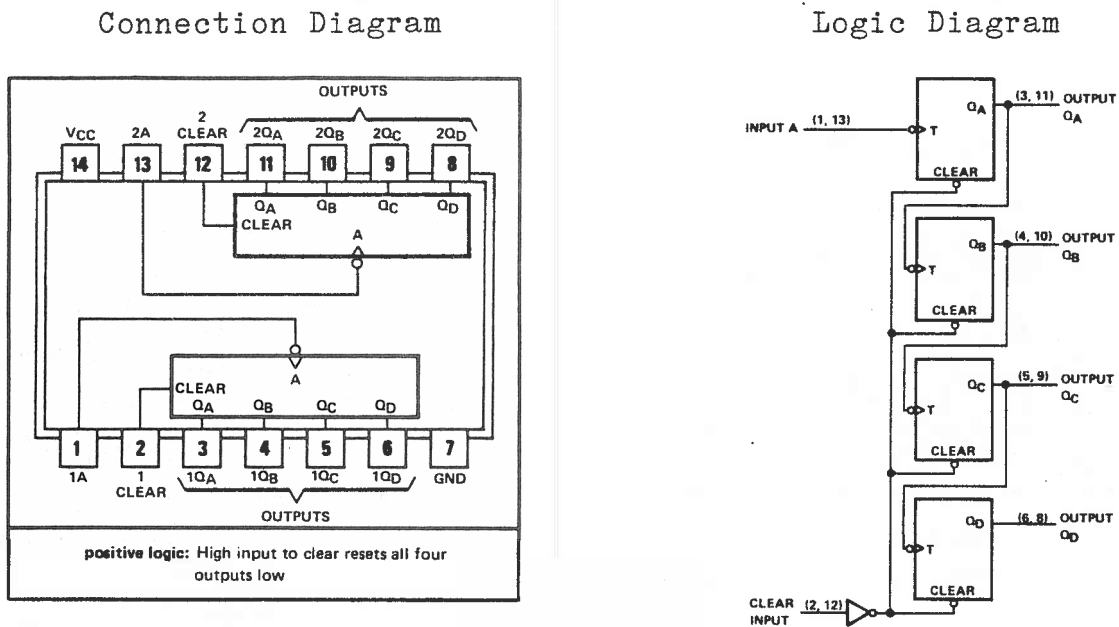 Connection Diagram
OUTPUTS
VCC 2A 2 CLEAR 2QA 2QB 2QC 2QD
14 13 12 11 10 9 8
QA QB QC QD
CLEAR
A
A
CLEAR
QA QB QC QD
1 2 3 4 5 6 7
1A 1 CLEAR 1QA 1QB 1QC 1QD GND
OUTPUTS
positive logic: High input to clear resets all four
outputs low
Logic Diagram
INPUT A (1, 13)
T
QA
CLEAR
(3, 11) OUTPUT
QA
T
QB
CLEAR
(4, 10) OUTPUT
QB
T
QC
CLEAR
(5, 9) OUTPUT
QC
T
QD
CLEAR
(6, 8) OUTPUT
QD
CLEAR
INPUT
(2, 12)